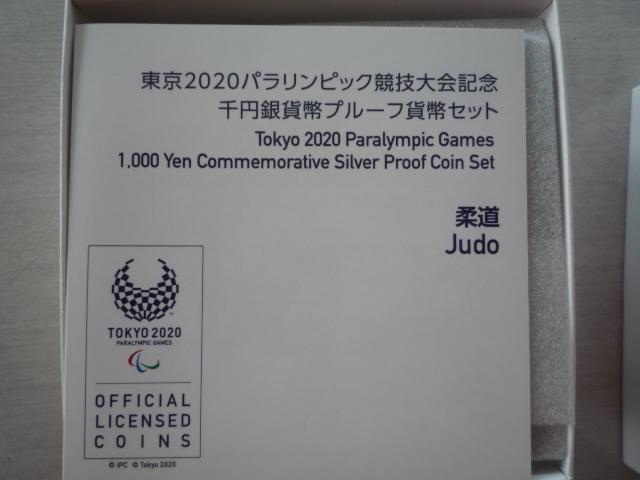 東京2020パラリンピック競技大会記念
千円銀貨幣プルーフ貨幣セット
Tokyo 2020 Paralympic Games
1,000 Yen Commemorative Silver Proof Coin Set
柔道
Judo
TOKYO 2020
PARALYMPIC GAMES
OFFICIAL
LICENSED
COINS
© IPC © Tokyo 2020